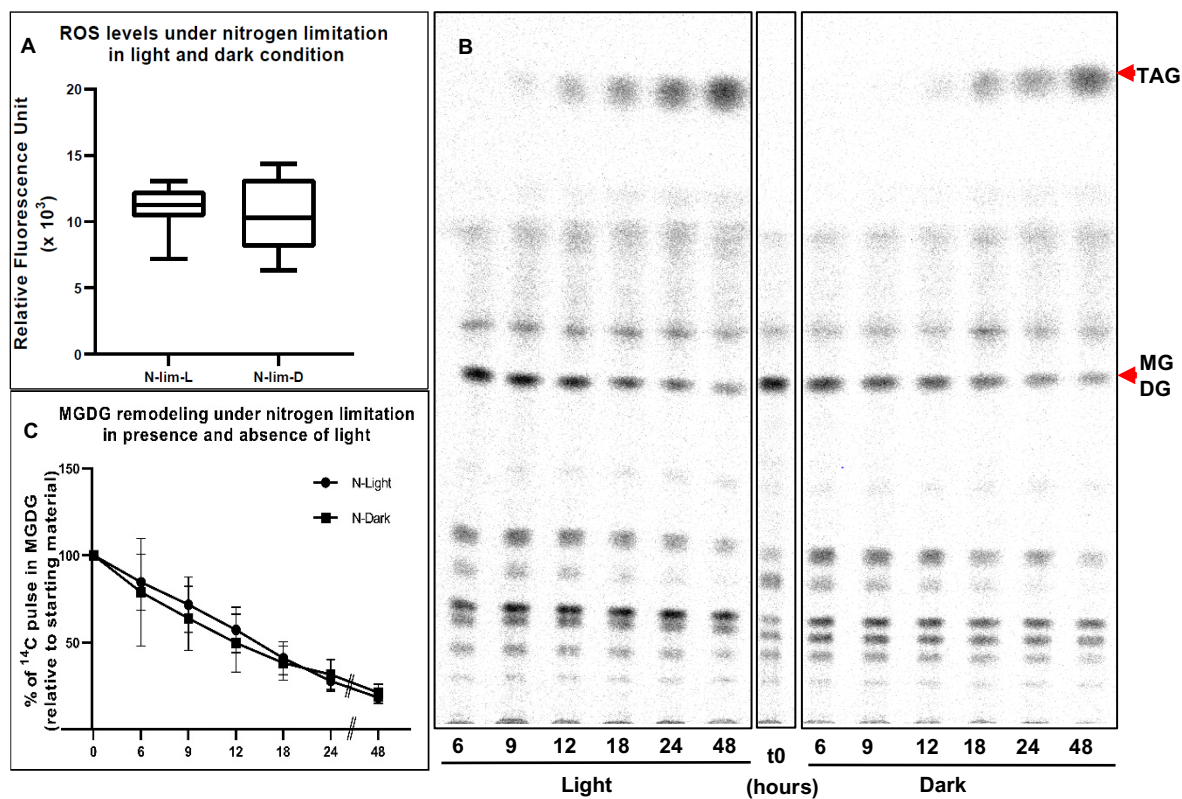 A
ROS levels under nitrogen limitation
in light and dark condition
Relative Fluorescence Unit
(x 10³)
20
15
10
5
0
N-lim-L
N-lim-D
B
TAG
MG
DG
6 9 12 18 24 48
Light
t0
(hours)
6 9 12 18 24 48
Dark
C
MGDG remodeling under nitrogen limitation
in presence and absence of light
% of ¹⁴C pulse in MGDG
(relative to starting material)
150
100
50
N-Light
N-Dark
0 6 9 12 18 24 48